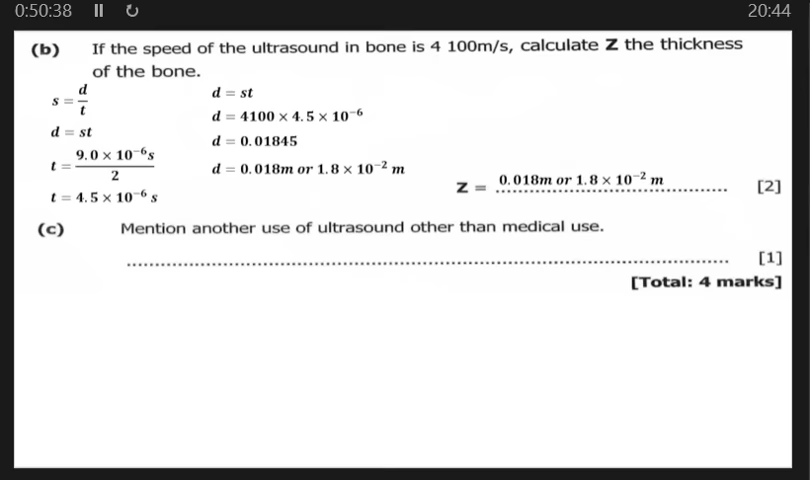 0:50:38
20:44
(b) If the speed of the ultrasound in bone is 4 100m/s, calculate Z the thickness
of the bone.
s = d/t
d = st
t = 9.0 × 10⁻⁶s / 2
t = 4.5 × 10⁻⁶ s
d = st
d = 4100 × 4.5 × 10⁻⁶
d = 0.01845
d = 0.018m or 1.8 × 10⁻² m
Z = 0.018m or 1.8 × 10⁻² m [2]
(c) Mention another use of ultrasound other than medical use.
[1]
[Total: 4 marks]